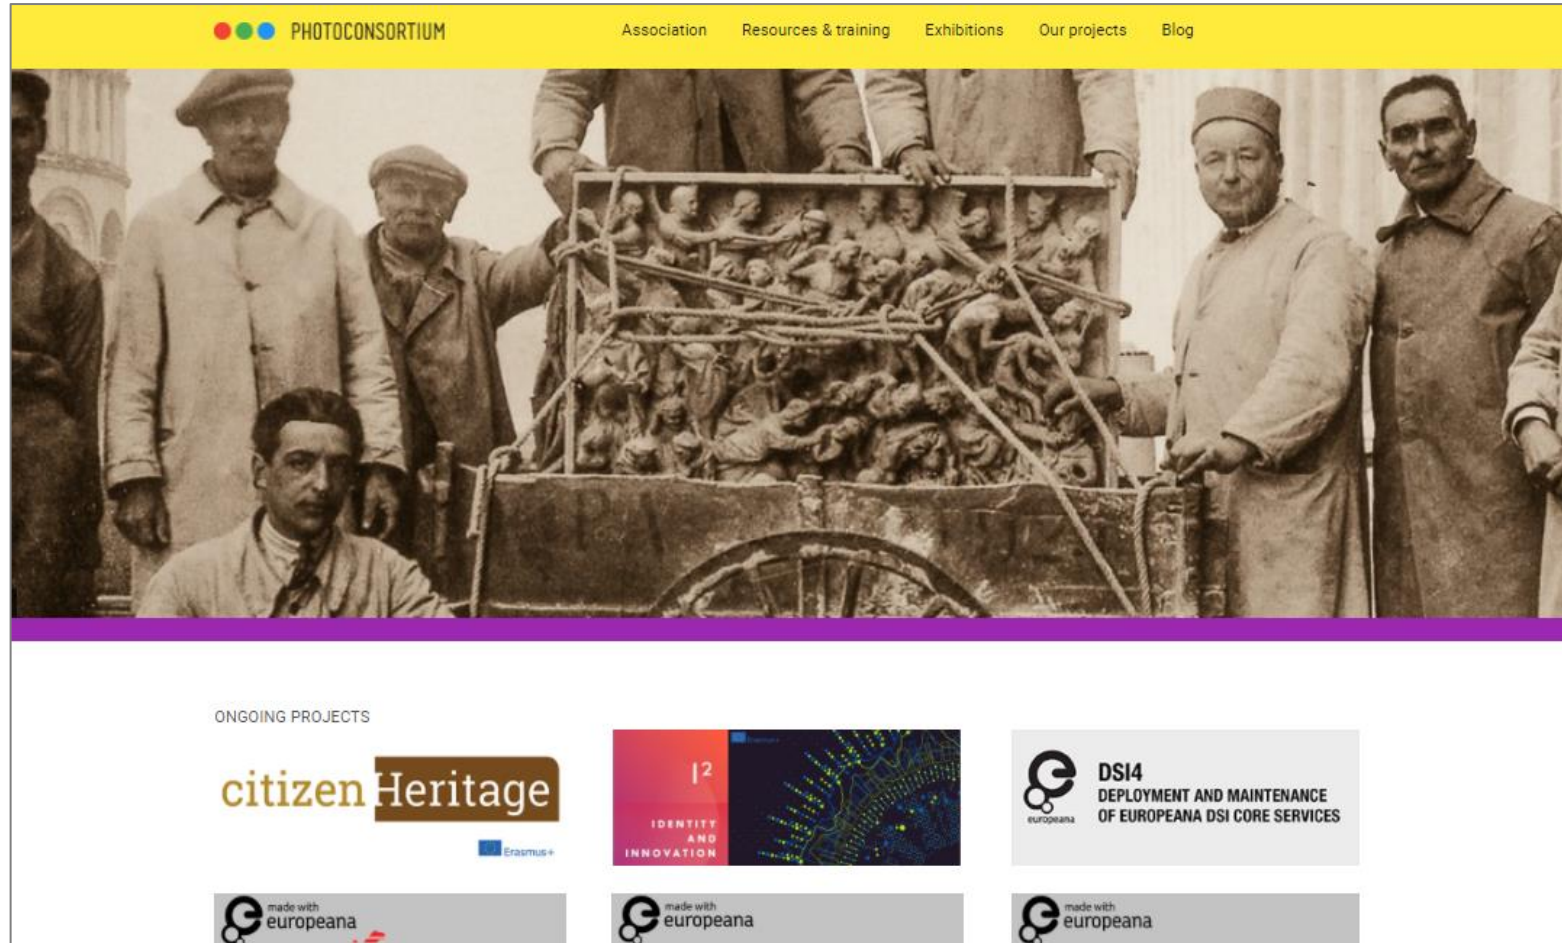 PHOTOCONSORTIUM
Association Resources & training Exhibitions Our projects Blog
ONGOING PROJECTS
citizen Heritage
Erasmus+
I²
IDENTITY
AND
INNOVATION
Erasmus+
europeana
DSI4
DEPLOYMENT AND MAINTENANCE
OF EUROPEANA DSI CORE SERVICES
made with
europeana
made with
europeana
made with
europeana